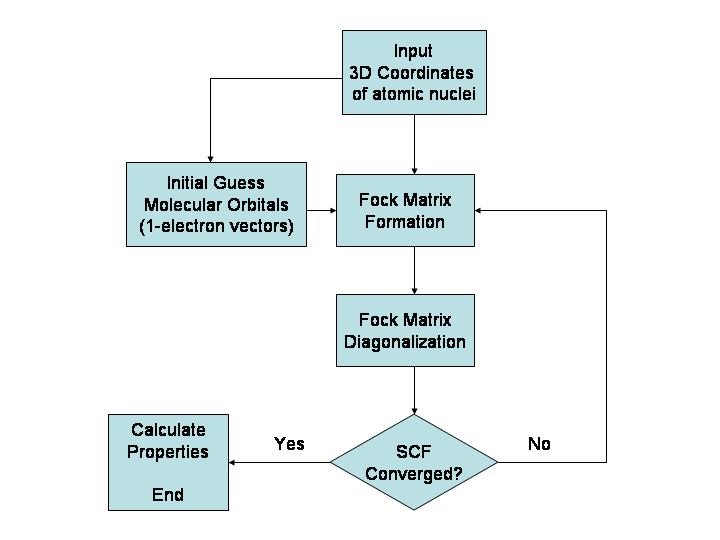 Input
3D Coordinates
of atomic nuclei
Initial Guess
Molecular Orbitals
(1-electron vectors)
Fock Matrix
Formation
Fock Matrix
Diagonalization
SCF
Converged?
Yes
No
Calculate
Properties
End